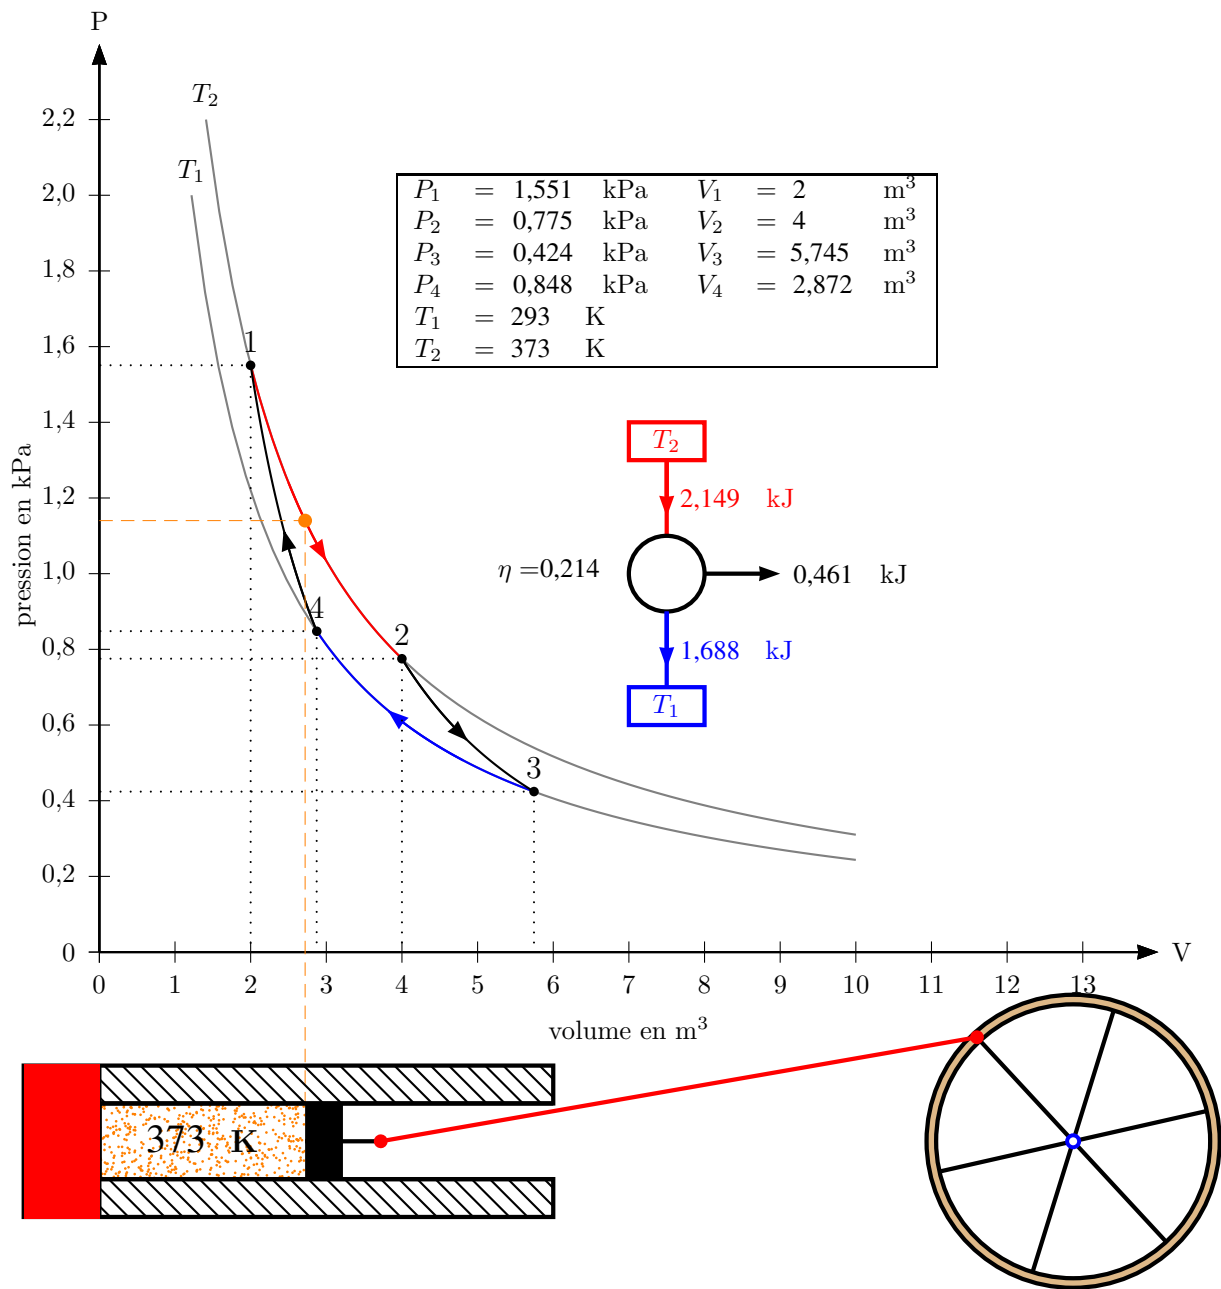 P
T₂
T₁
2,2
2,0
1,8
1,6
1,4
1,2
1,0
0,8
0,6
0,4
0,2
0
pression en kPa
P₁ = 1,551 kPa V₁ = 2 m³
P₂ = 0,775 kPa V₂ = 4 m³
P₃ = 0,424 kPa V₃ = 5,745 m³
P₄ = 0,848 kPa V₄ = 2,872 m³
T₁ = 293 K
T₂ = 373 K
1
2
3
4
T₂
2,149 kJ
η =0,214
0,461 kJ
1,688 kJ
T₁
V
0 1 2 3 4 5 6 7 8 9 10 11 12 13
volume en m³
373 K